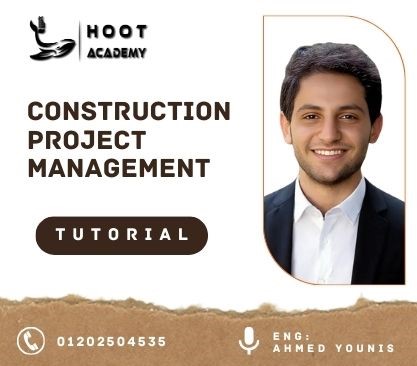 HOOT
ACADEMY
CONSTRUCTION
PROJECT
MANAGEMENT
TUTORIAL
01202504535
ENG:
AHMED YOUNIS